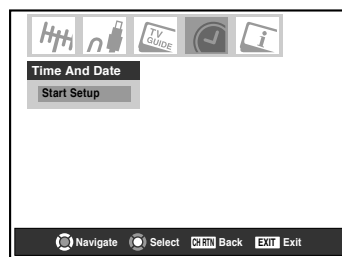 TV
GUIDE
i
Time And Date
Start Setup
Navigate Select CH RTN Back EXIT Exit